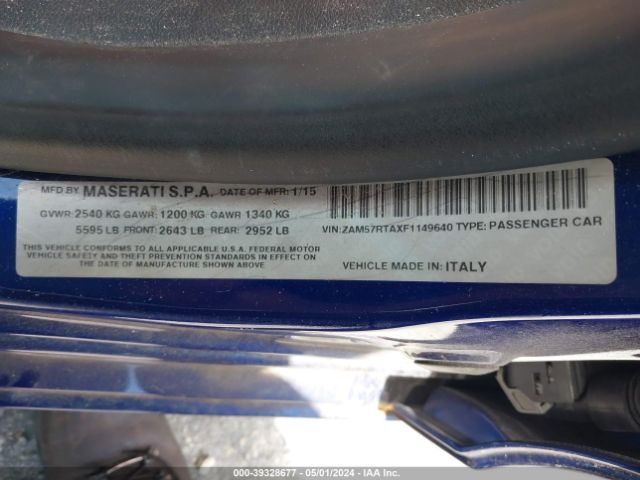 MFD BY MASERATI S.P.A. DATE OF MFR: 1/15
GVWR: 2540 KG GAWR: 1200 KG GAWR 1340 KG
5595 LB FRONT: 2643 LB REAR: 2952 LB
THIS VEHICLE CONFORMS TO ALL APPLICABLE U.S.A. FEDERAL MOTOR
VEHICLE SAFETY AND THEFT PREVENTION STANDARDS IN EFFECT ON
THE DATE OF MANUFACTURE SHOWN ABOVE
VIN:ZAM57RTAXF1149640 TYPE: PASSENGER CAR
VEHICLE MADE IN: ITALY
000-39328677 - 05/01/2024 - IAA Inc.